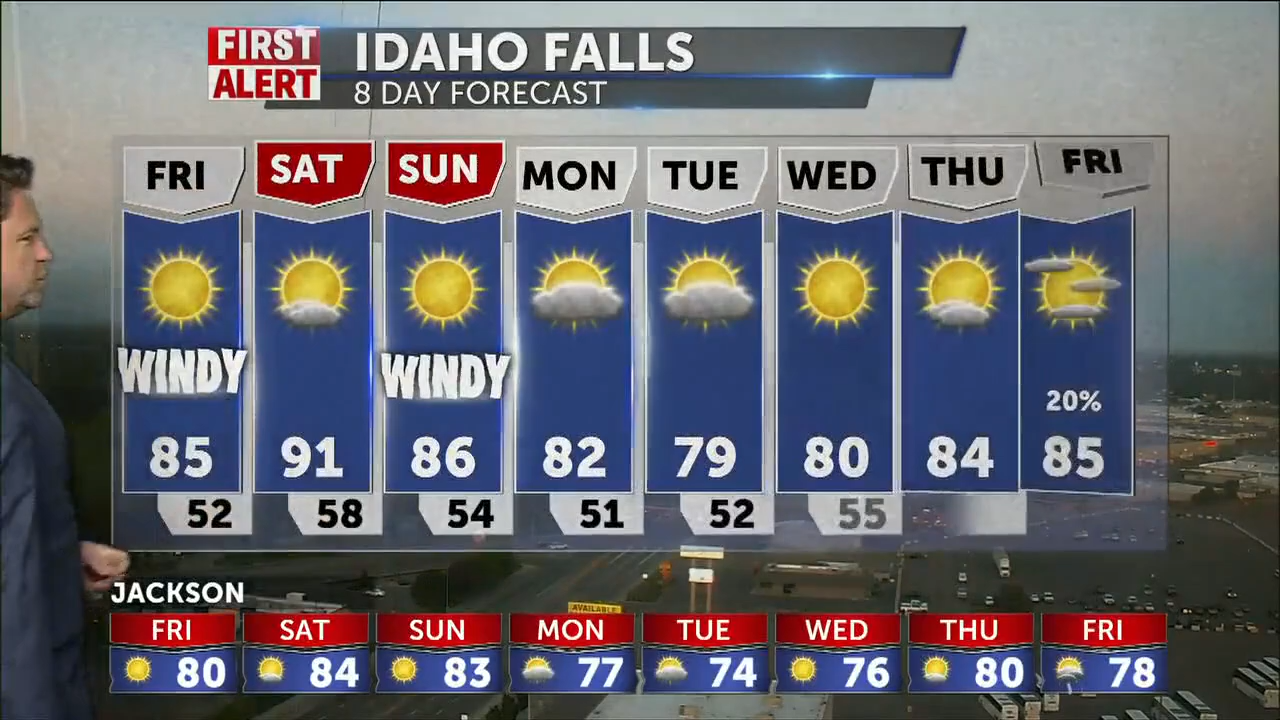 FIRST
ALERT
IDAHO FALLS
8 DAY FORECAST
FRI SAT SUN MON TUE WED THU FRI
WINDY WINDY
20%
85 91 86 82 79 80 84 85
52 58 54 51 52 55
JACKSON
AVAILABLE
FRI SAT SUN MON TUE WED THU FRI
80 84 83 77 74 76 80 78